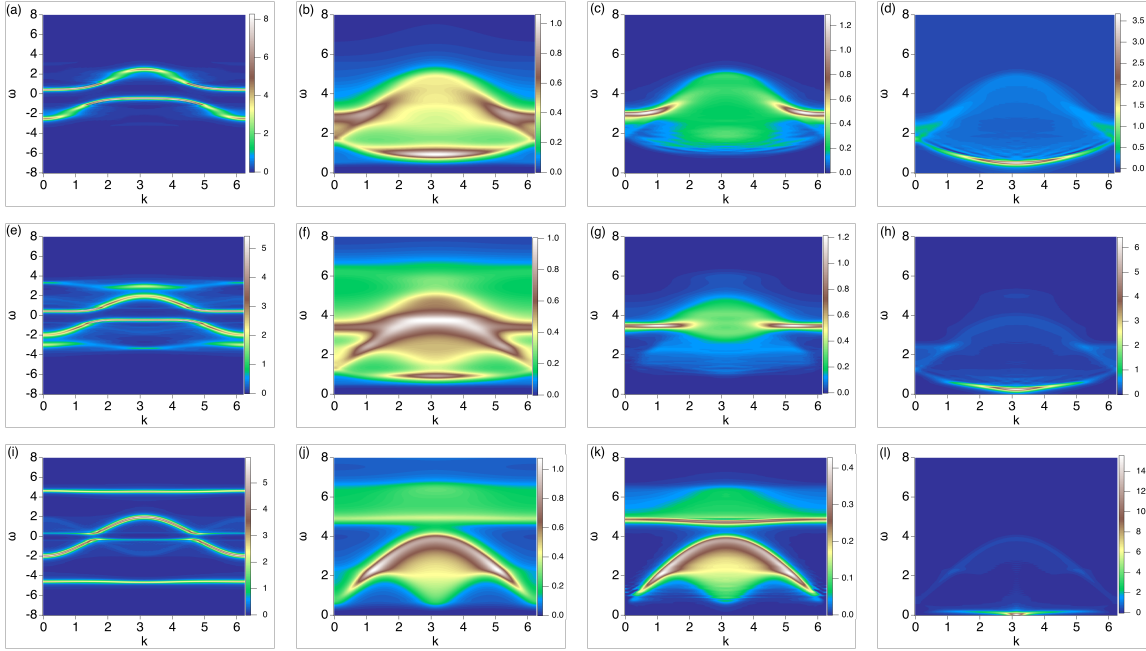 (a) (b) (c) (d)
8 6 4 2 0 -2 -4 -6 -8 ω 0 1 2 3 4 5 6 k 8 6 4 2 0
8 6 4 2 0 ω 0 1 2 3 4 5 6 k 1.0 0.8 0.6 0.4 0.2 0.0
8 6 4 2 0 ω 0 1 2 3 4 5 6 k 1.2 1.0 0.8 0.6 0.4 0.2 0.0
8 6 4 2 0 ω 0 1 2 3 4 5 6 k 3.5 3.0 2.5 2.0 1.5 1.0 0.5 0.0
(e) (f) (g) (h)
8 6 4 2 0 -2 -4 -6 -8 ω 0 1 2 3 4 5 6 k 5 4 3 2 1 0
8 6 4 2 0 ω 0 1 2 3 4 5 6 k 1.0 0.8 0.6 0.4 0.2 0.0
8 6 4 2 0 ω 0 1 2 3 4 5 6 k 1.2 1.0 0.8 0.6 0.4 0.2 0.0
8 6 4 2 0 ω 0 1 2 3 4 5 6 k 6 5 4 3 2 1 0
(i) (j) (k) (l)
8 6 4 2 0 -2 -4 -6 -8 ω 0 1 2 3 4 5 6 k 5 4 3 2 1 0
8 6 4 2 0 ω 0 1 2 3 4 5 6 k 1.0 0.8 0.6 0.4 0.2 0.0
8 6 4 2 0 ω 0 1 2 3 4 5 6 k 0.4 0.3 0.2 0.1 0.0
8 6 4 2 0 ω 0 1 2 3 4 5 6 k 14 12 10 8 6 4 2 0